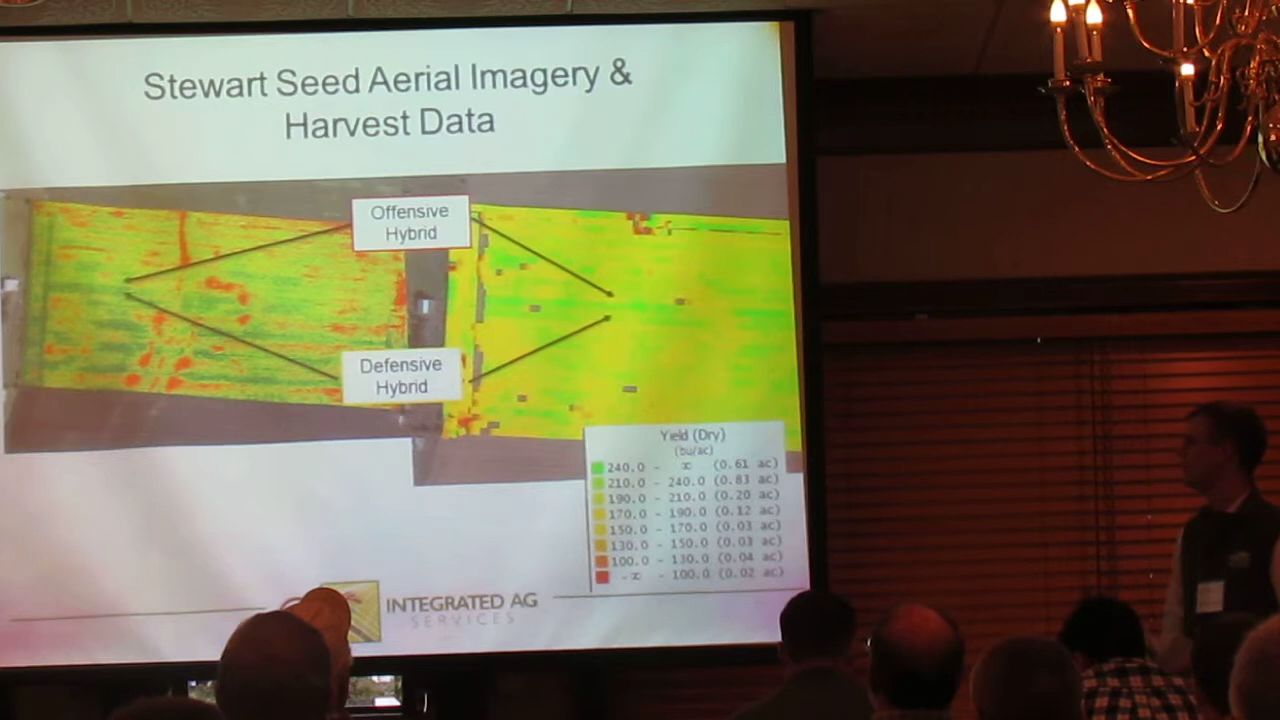 Stewart Seed Aerial Imagery &
Harvest Data
Offensive
Hybrid
Defensive
Hybrid
Yield (Dry)
(bu/ac)
240.0 - x (0.61 ac)
210.0 - 240.0 (0.83 ac)
190.0 - 210.0 (0.20 ac)
170.0 - 190.0 (0.12 ac)
150.0 - 170.0 (0.03 ac)
130.0 - 150.0 (0.03 ac)
100.0 - 130.0 (0.04 ac)
-x - 100.0 (0.02 ac)
INTEGRATED AG
SERVICES